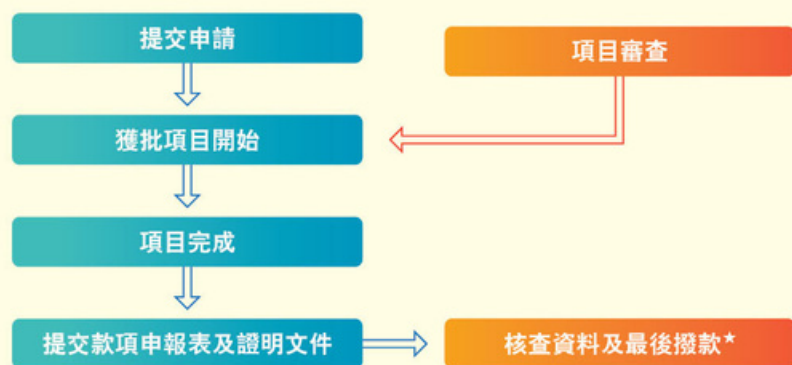 提交申請
項目審查
獲批項目開始
項目完成
提交款項申報表及證明文件
核查資料及最後撥款★